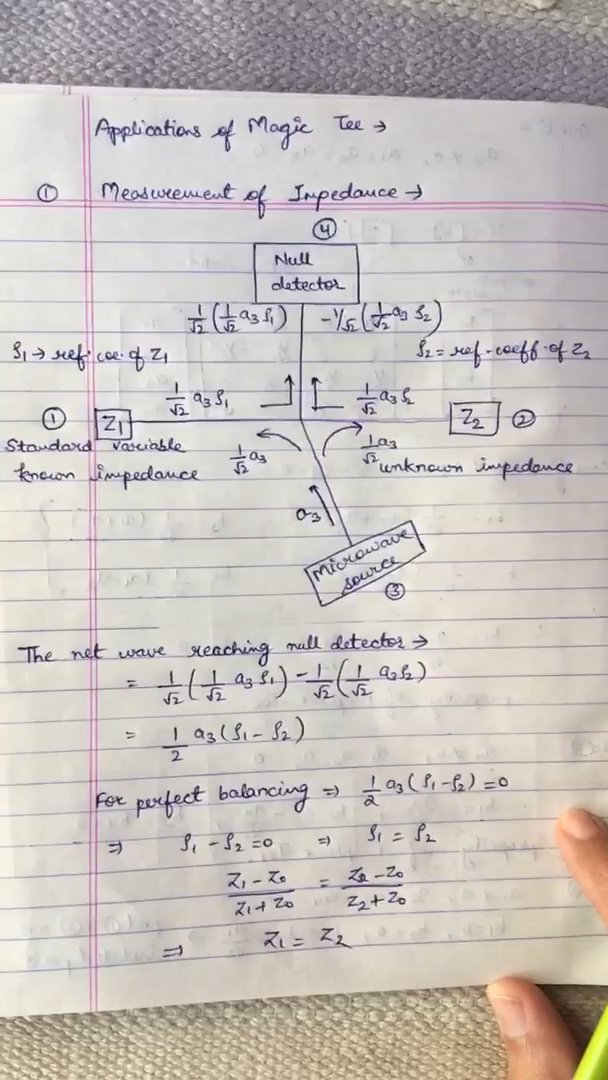 Applications of Magic Tee →
① Measurement of Impedance →
④
Null
detector
1/√2 (1/√2 a₃ ρ₁) -1/√2 (1/√2 a₃ ρ₂)
ρ₁ → ref. coe. of Z₁ ρ₂ = ref-coeff. of Z₂
1/√2 a₃ ρ₁ 1/√2 a₃ ρ₂
① Z₁ Z₂ ②
Standard variable
known impedance
1/√2 a₃ 1/√2 a₃
unknown impedance
a₃
Microwave
source
③
The net wave reaching null detector →
= 1/√2 (1/√2 a₃ ρ₁) - 1/√2 (1/√2 a₃ ρ₂)
= 1/2 a₃ (ρ₁ - ρ₂)
For perfect balancing ⇒ 1/2 a₃ (ρ₁ - ρ₂) = 0
⇒ ρ₁ - ρ₂ = 0 ⇒ ρ₁ = ρ₂
(Z₁ - Z₀)/(Z₁ + Z₀) = (Z₂ - Z₀)/(Z₂ + Z₀)
⇒ Z₁ = Z₂